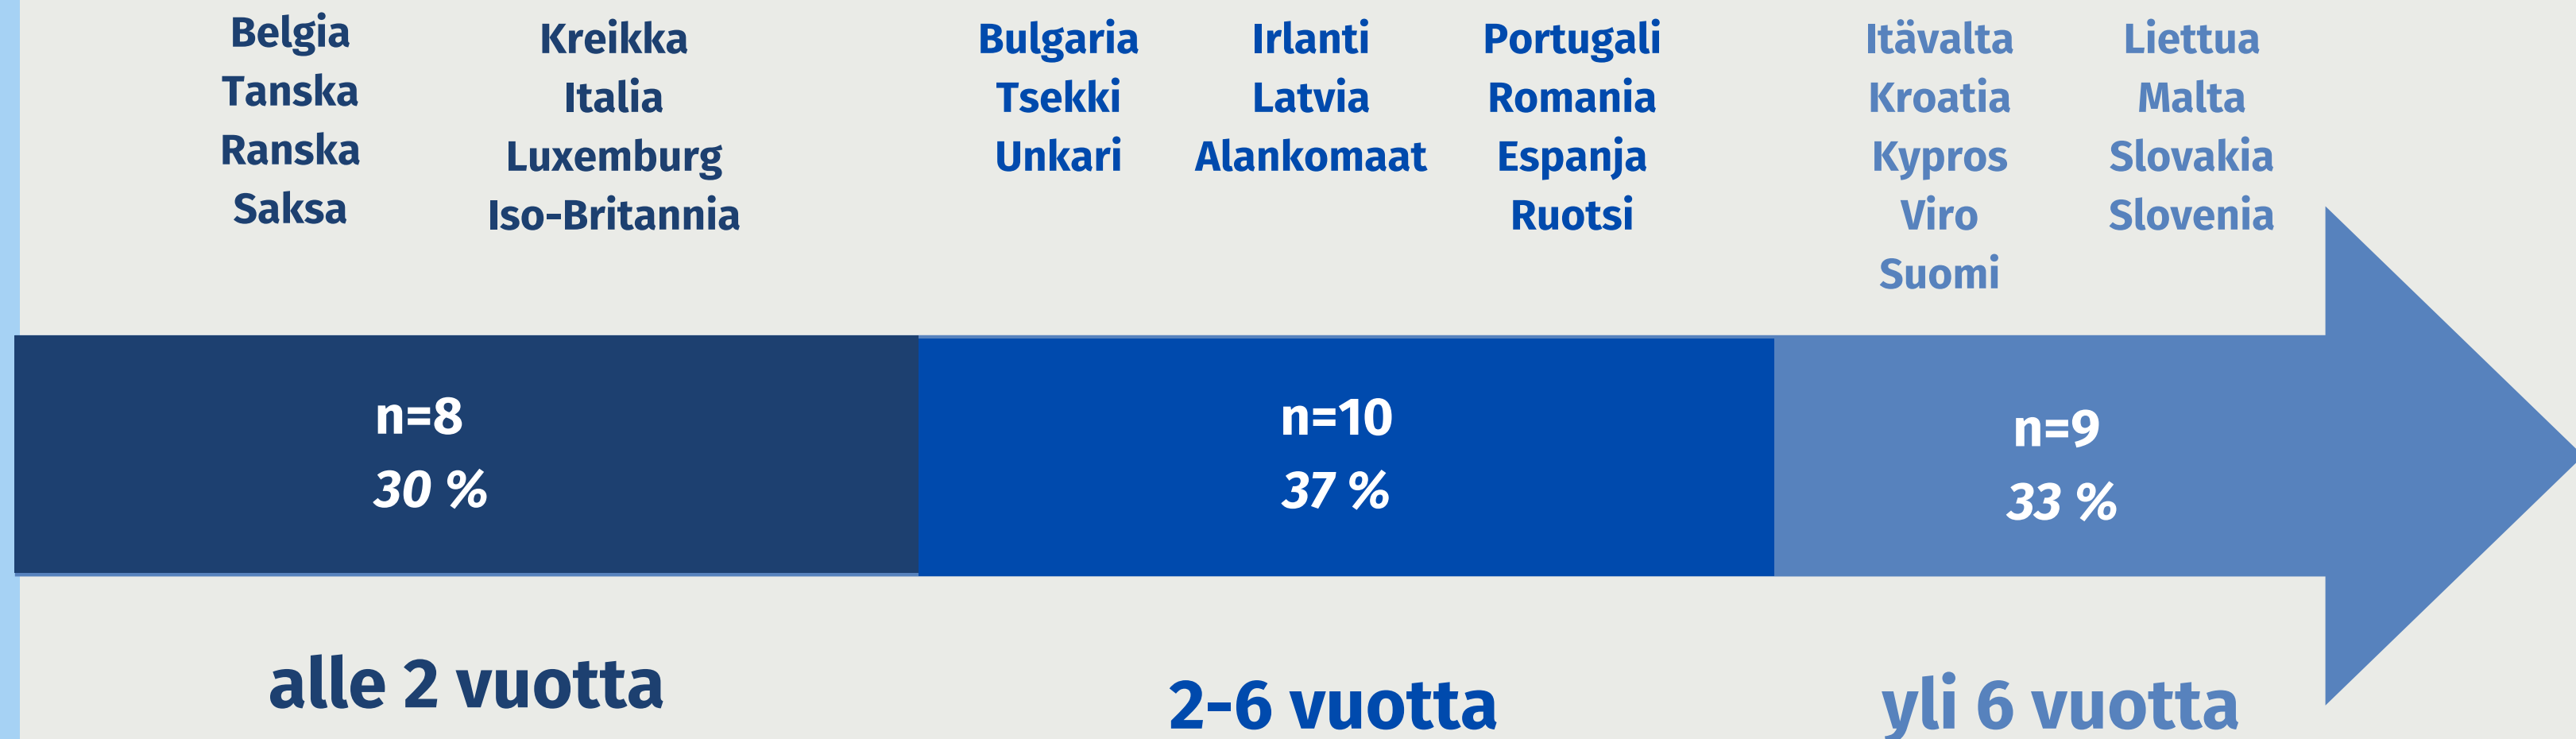 Belgia
Tanska
Ranska
Saksa
Kreikka
Italia
Luxemburg
Iso-Britannia
Bulgaria
Tsekki
Unkari
Irlanti
Latvia
Alankomaat
Portugali
Romania
Espanja
Ruotsi
Itävalta
Kroatia
Kypros
Viro
Suomi
Liettua
Malta
Slovakia
Slovenia
n=8
30 %
n=10
37 %
n=9
33 %
alle 2 vuotta
2-6 vuotta
yli 6 vuotta